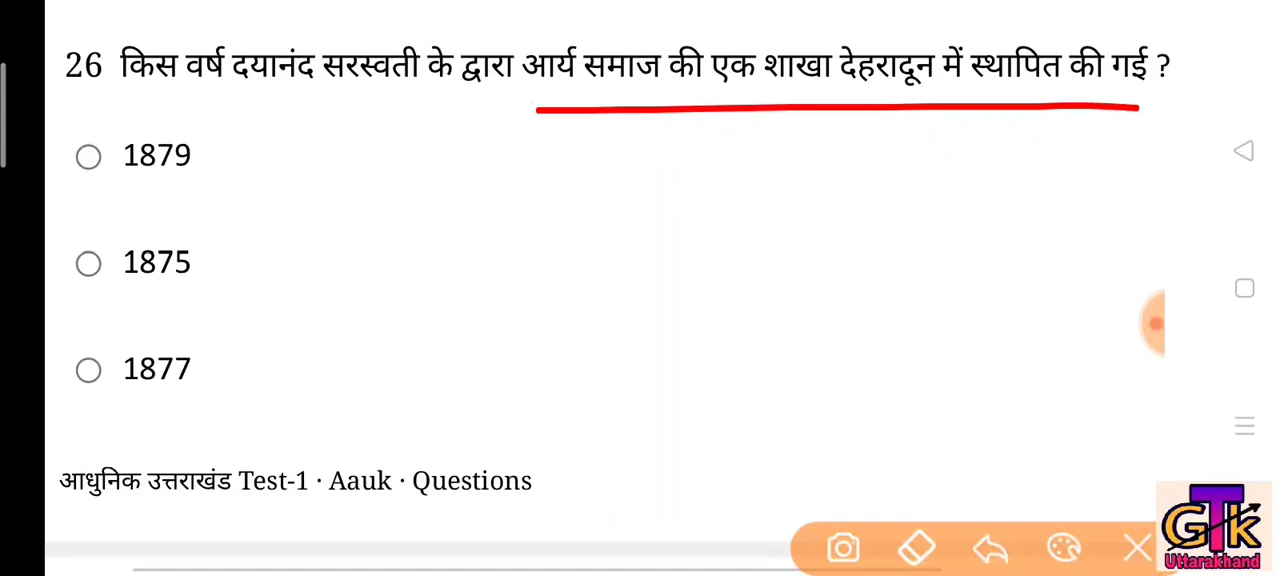 26 किस वर्ष दयानंद सरस्वती के द्वारा आर्य समाज की एक शाखा देहरादून में स्थापित की गई ?
1879
1875
1877
आधुनिक उत्तराखंड Test-1 · Aauk · Questions
GTK
Uttarakhand